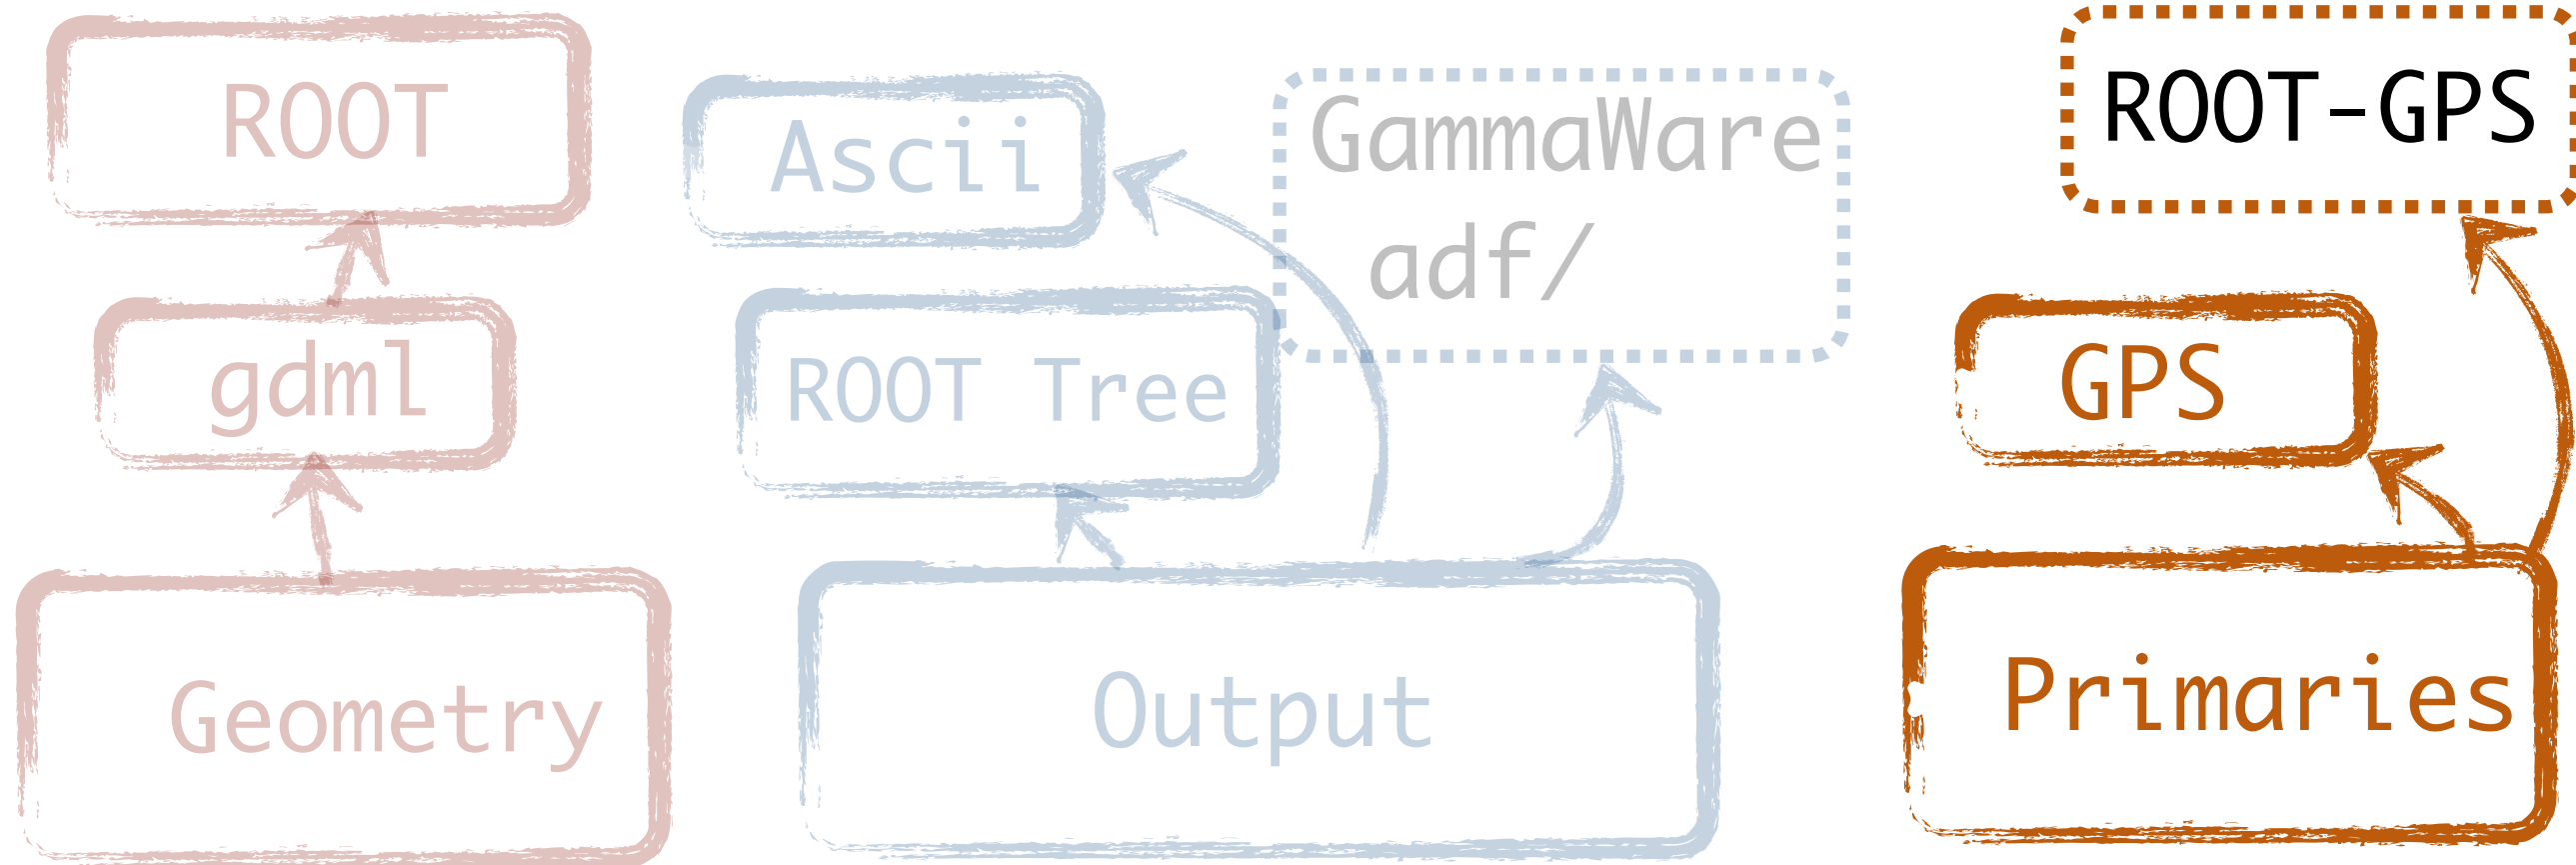 ROOT
gdml
Geometry
Ascii
ROOT Tree
GammaWare
adf/
Output
ROOT-GPS
GPS
Primaries